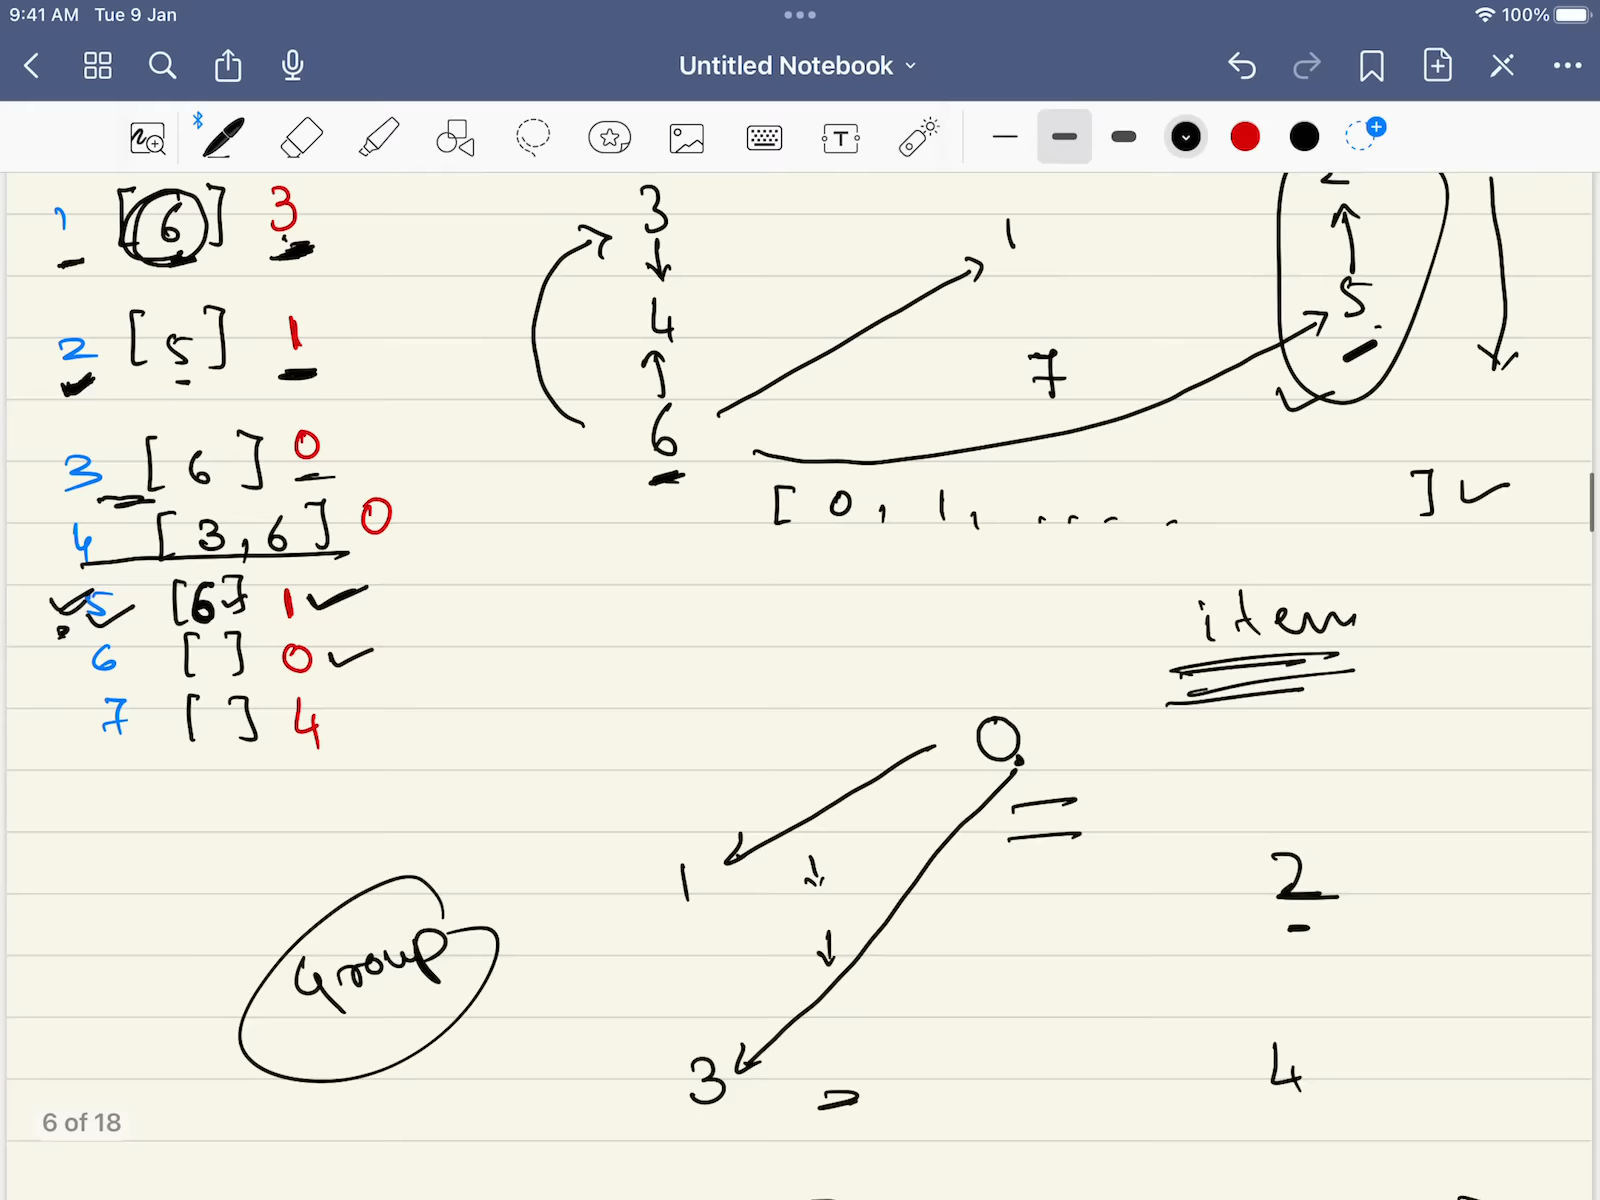 9:41 AM Tue 9 Jan
100%
Untitled Notebook
T
1 [6] 3
2 [5] 1
3 [6] 0
4 [3,6] 0
5 [6] 1
6 [ ] 0
7 [ ] 4
3
4
6
1
7
2
5
[ 0, 1, ..... ]
item
0
1
3
2
4
Group
6 of 18